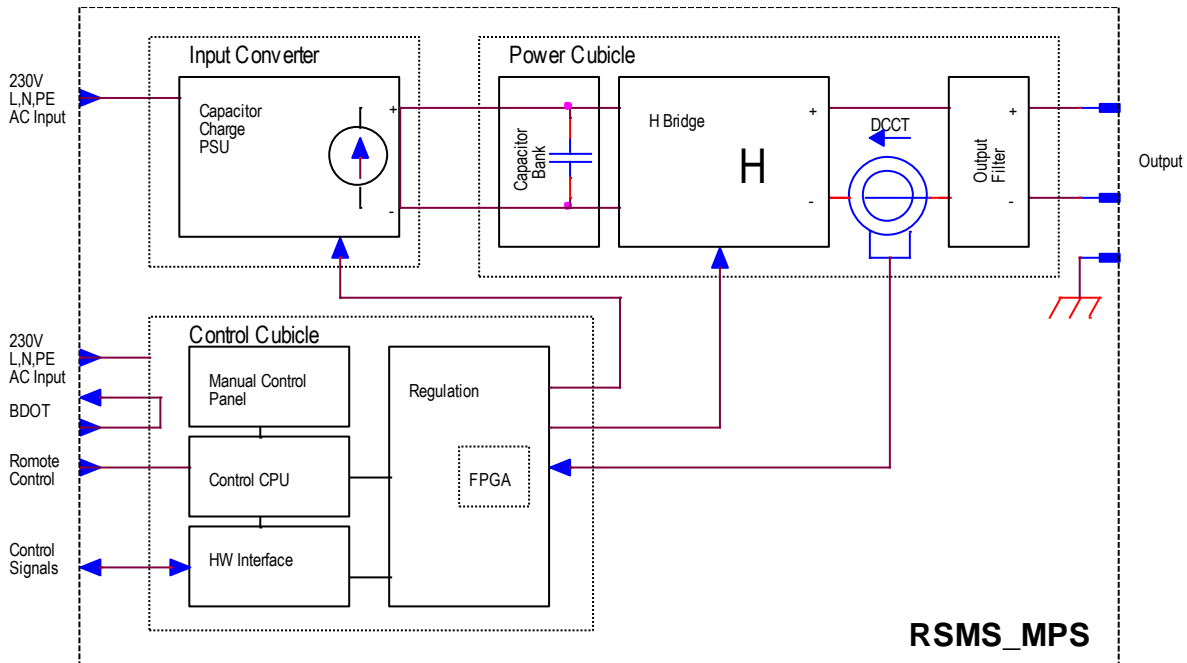 Input Converter
Power Cubicle
230V
L,N,PE
AC Input
Capacitor
Charge
PSU
+
-
Capacitor
Bank
H Bridge
H
+
-
DCCT
Output
Filter
+
-
Output
Control Cubicle
230V
L,N,PE
AC Input
BDOT
Romote
Control
Control
Signals
Manual Control
Panel
Control CPU
HW Interface
Regulation
FPGA
RSMS_MPS